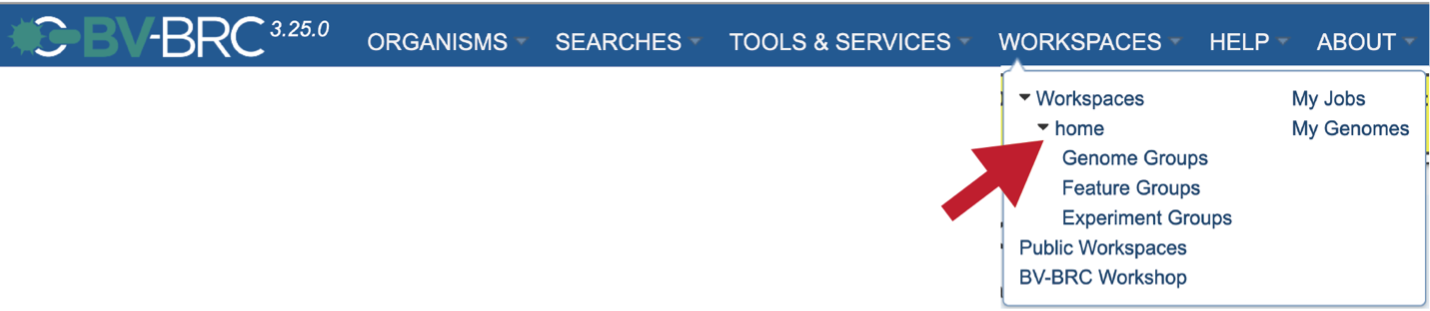 BV-BRC 3.25.0 ORGANISMS SEARCHES TOOLS & SERVICES WORKSPACES HELP ABOUT
Workspaces My Jobs
home My Genomes
Genome Groups
Feature Groups
Experiment Groups
Public Workspaces
BV-BRC Workshop